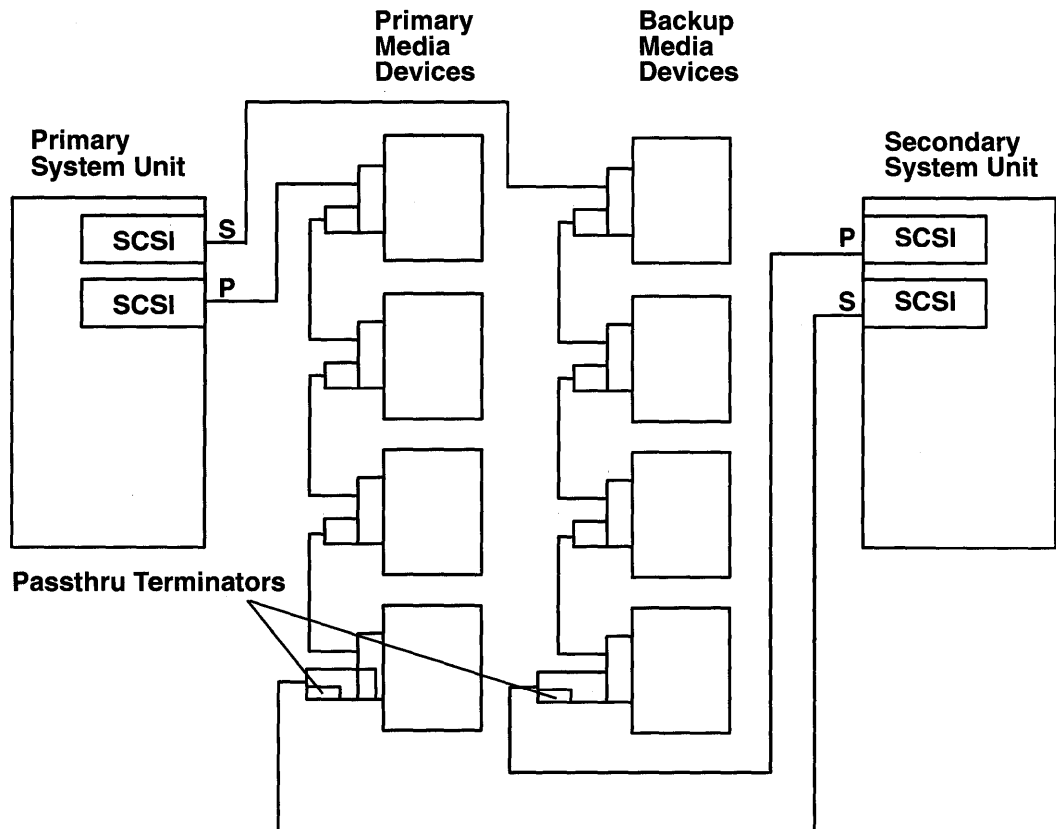 Primary
Media
Devices
Backup
Media
Devices
Primary
System Unit
Secondary
System Unit
SCSI
S
SCSI
P
P
SCSI
S
SCSI
Passthru Terminators